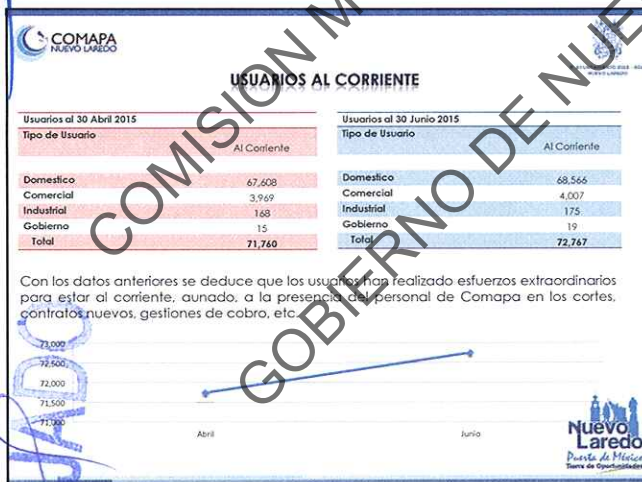 COMAPA
NUEVO LAREDO
USUARIOS AL CORRIENTE
Usuarios al 30 Abril 2015
Tipo de Usuario
Al Corriente
Domestico 67,608
Comercial 3,969
Industrial 168
Gobierno 15
Total 71,760
Usuarios al 30 Junio 2015
Tipo de Usuario
Al Corriente
Domestico 68,566
Comercial 4,007
Industrial 175
Gobierno 19
Total 72,767
Con los datos anteriores se deduce que los usuarios han realizado esfuerzos extraordinarios
para estar al corriente, aunado, a la presencia del personal de Comapa en los cortes,
contratos nuevos, gestiones de cobro, etc.
73,000
72,500
72,000
71,500
71,000
Abril
Junio
Nuevo
Laredo
Puerta de México
Tierra de Oportunidades
COMISION M
GOBIERNO DE NUE
JADO